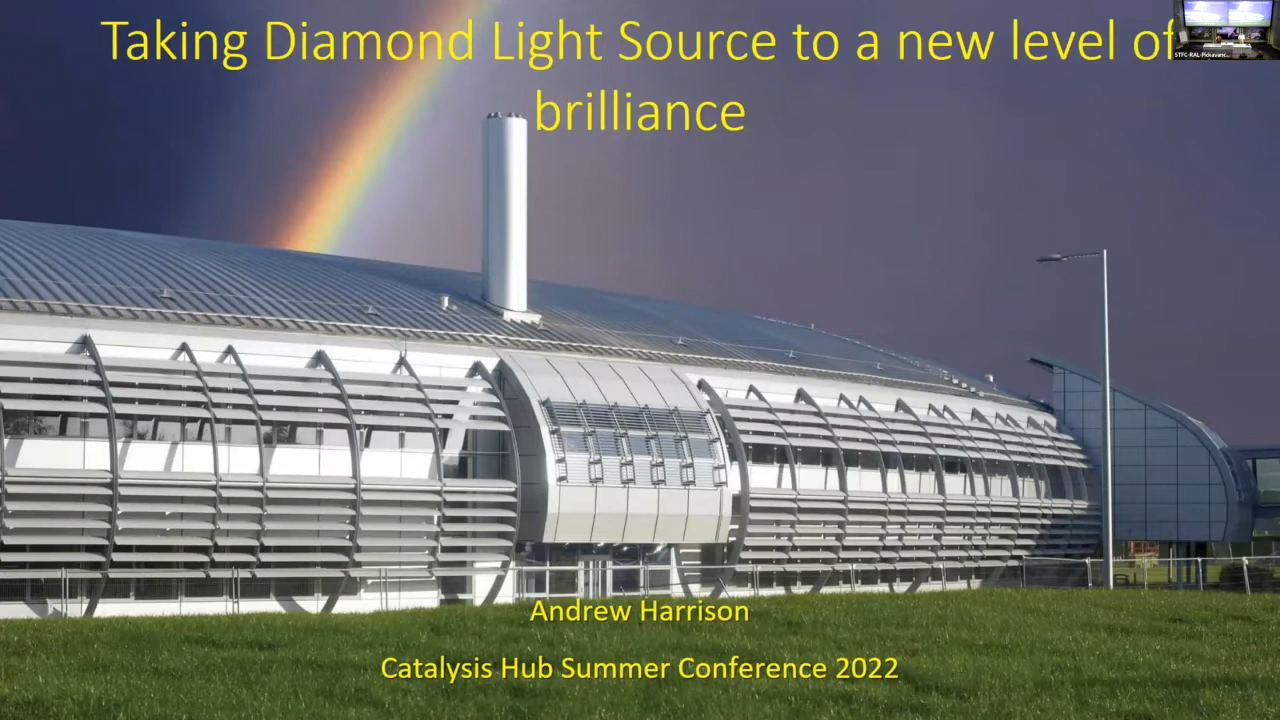 Taking Diamond Light Source to a new level of
brilliance
Andrew Harrison
Catalysis Hub Summer Conference 2022